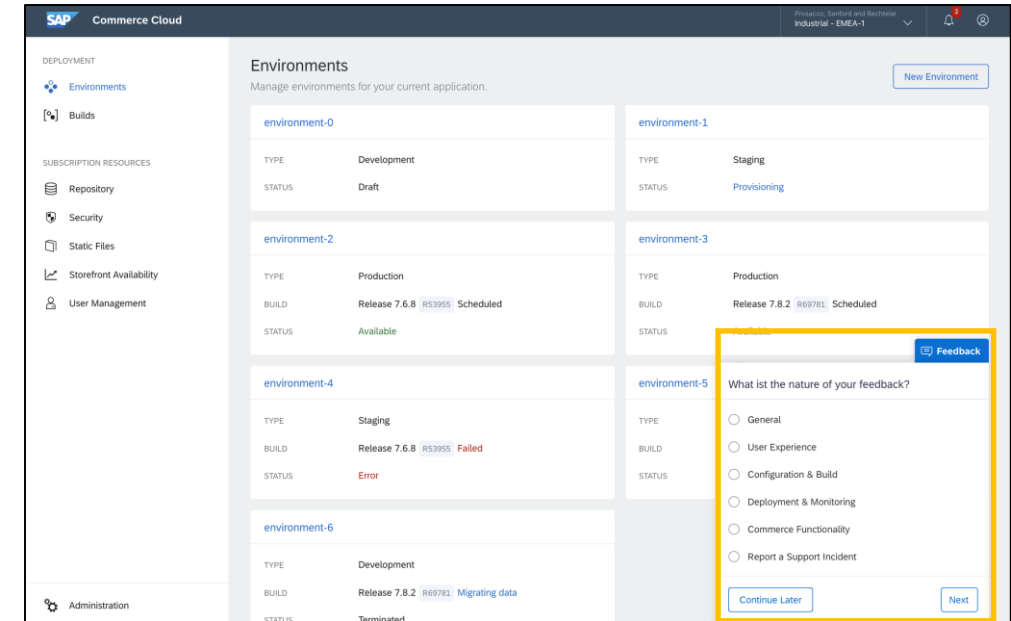 SAP Commerce Cloud
Prosacco, Sanford and Bechtelar
Industrial - EMEA-1
3
DEPLOYMENT
Environments
Builds
SUBSCRIPTION RESOURCES
Repository
Security
Static Files
Storefront Availability
User Management
Administration
Environments
Manage environments for your current application.
New Environment
environment-0
TYPE Development
STATUS Draft
environment-1
TYPE Staging
STATUS Provisioning
environment-2
TYPE Production
BUILD Release 7.6.8 R53955 Scheduled
STATUS Available
environment-3
TYPE Production
BUILD Release 7.8.2 R69781 Scheduled
STATUS Available
environment-4
TYPE Staging
BUILD Release 7.6.8 R53955 Failed
STATUS Error
environment-5
TYPE
BUILD
STATUS
environment-6
TYPE Development
BUILD Release 7.8.2 R69781 Migrating data
STATUS Terminated
Feedback
What ist the nature of your feedback?
General
User Experience
Configuration & Build
Deployment & Monitoring
Commerce Functionality
Report a Support Incident
Continue Later
Next